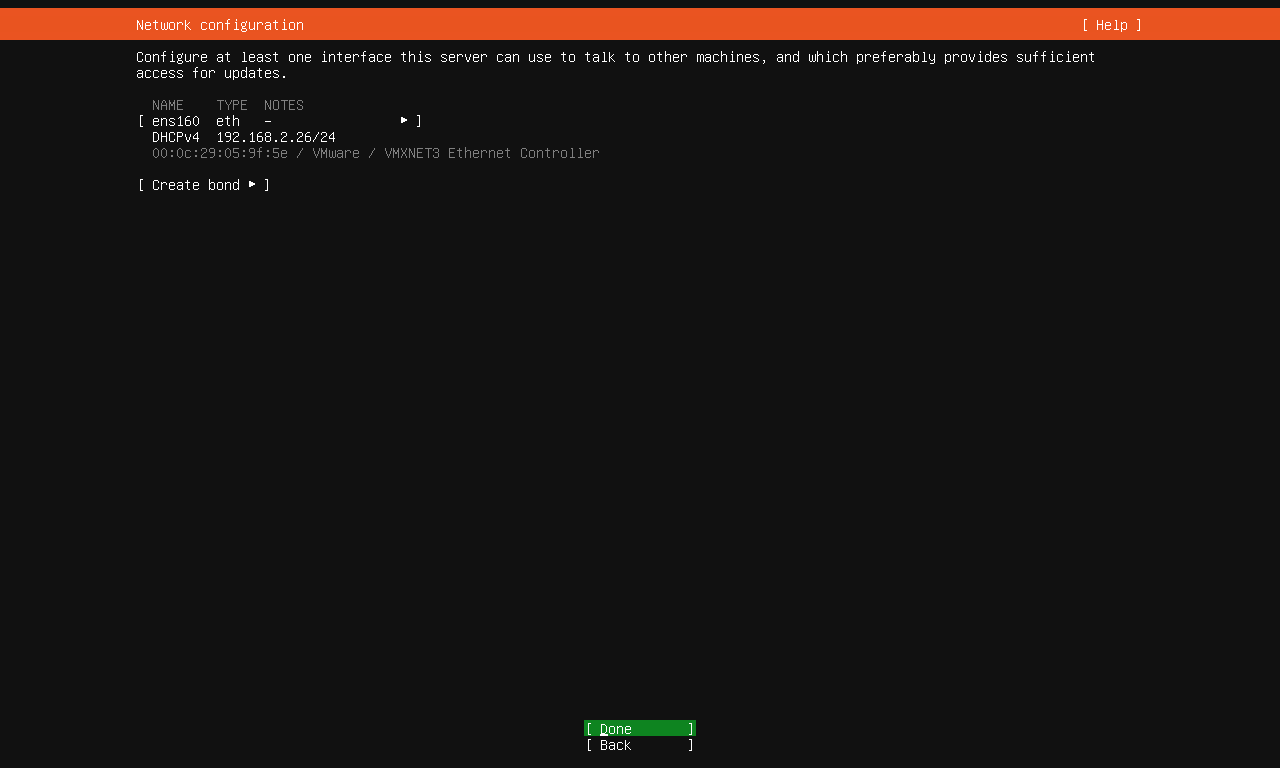 Network configuration [ Help ]
Configure at least one interface this server can use to talk to other machines, and which preferably provides sufficient
access for updates.
NAME TYPE NOTES
[ ens160 eth – ▸ ]
DHCPv4 192.168.2.26/24
00:0c:29:05:9f:5e / VMware / VMXNET3 Ethernet Controller
[ Create bond ▸ ]
[ Done ]
[ Back ]